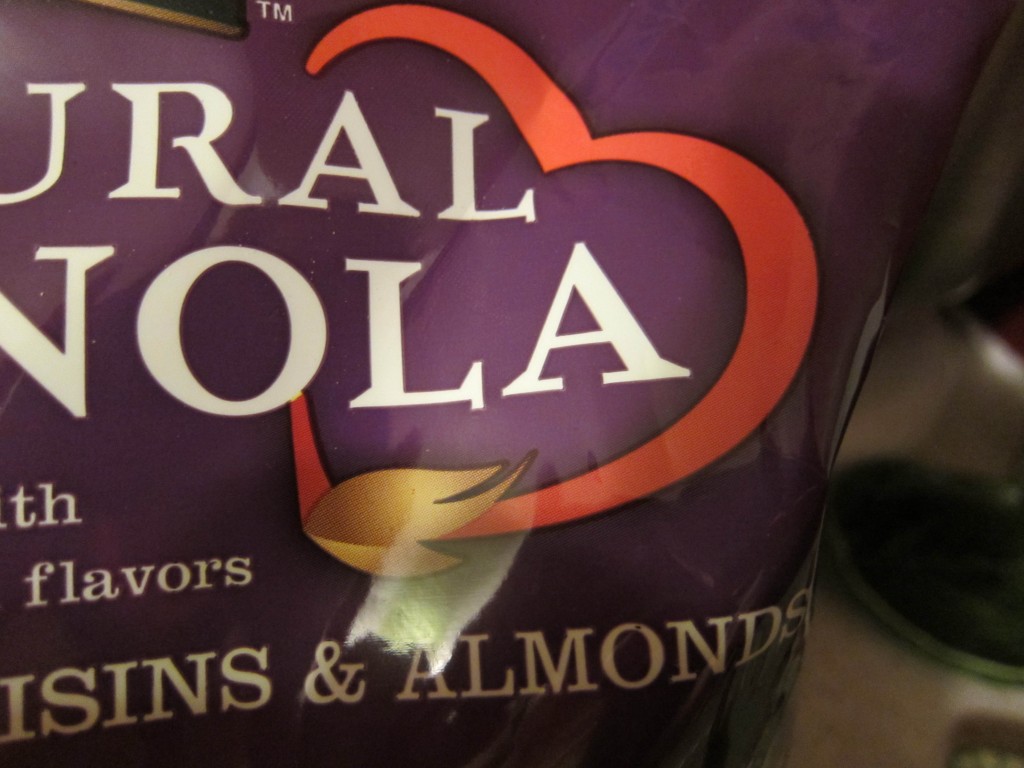 TM
URAL
NOLA
ith
flavors
ISINS & ALMONDS